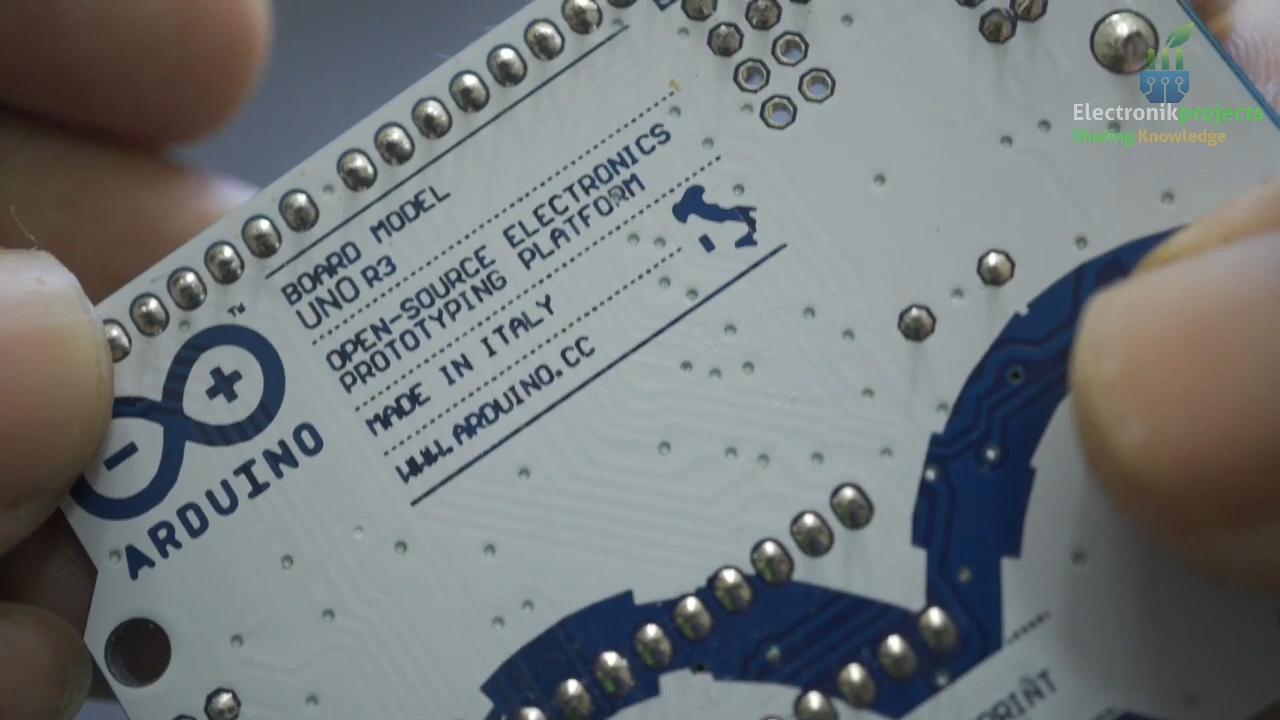 Electronikprojects
Sharing Knowledge
BOARD MODEL
UNO R3
OPEN-SOURCE ELECTRONICS
PROTOTYPING PLATFORM
MADE IN ITALY
WWW.ARDUINO.CC
TM
+
-
ARDUINO